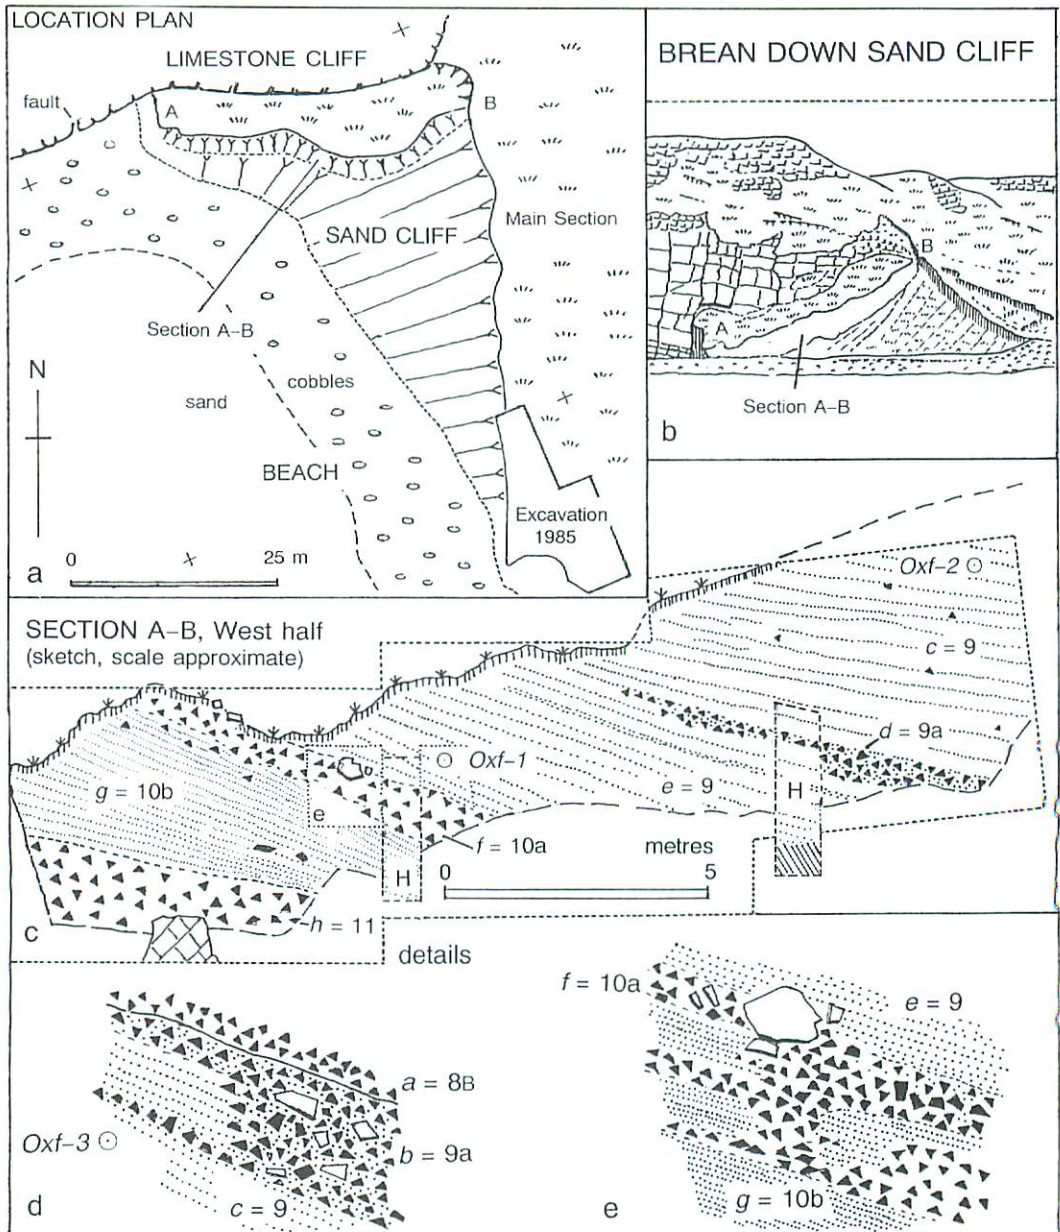 LOCATION PLAN
LIMESTONE CLIFF
fault
A
B
Main Section
SAND CLIFF
Section A–B
N
cobbles
sand
BEACH
Excavation
1985
0 25 m
a
BREAN DOWN SAND CLIFF
B
A
Section A–B
b
SECTION A–B, West half
(sketch, scale approximate)
Oxf–2
c = 9
d = 9a
Oxf–1
g = 10b
e = 9
e
H
H
f = 10a
metres
0 5
h = 11
c
details
f = 10a
e = 9
a = 8B
Oxf–3
b = 9a
c = 9
g = 10b
d
e